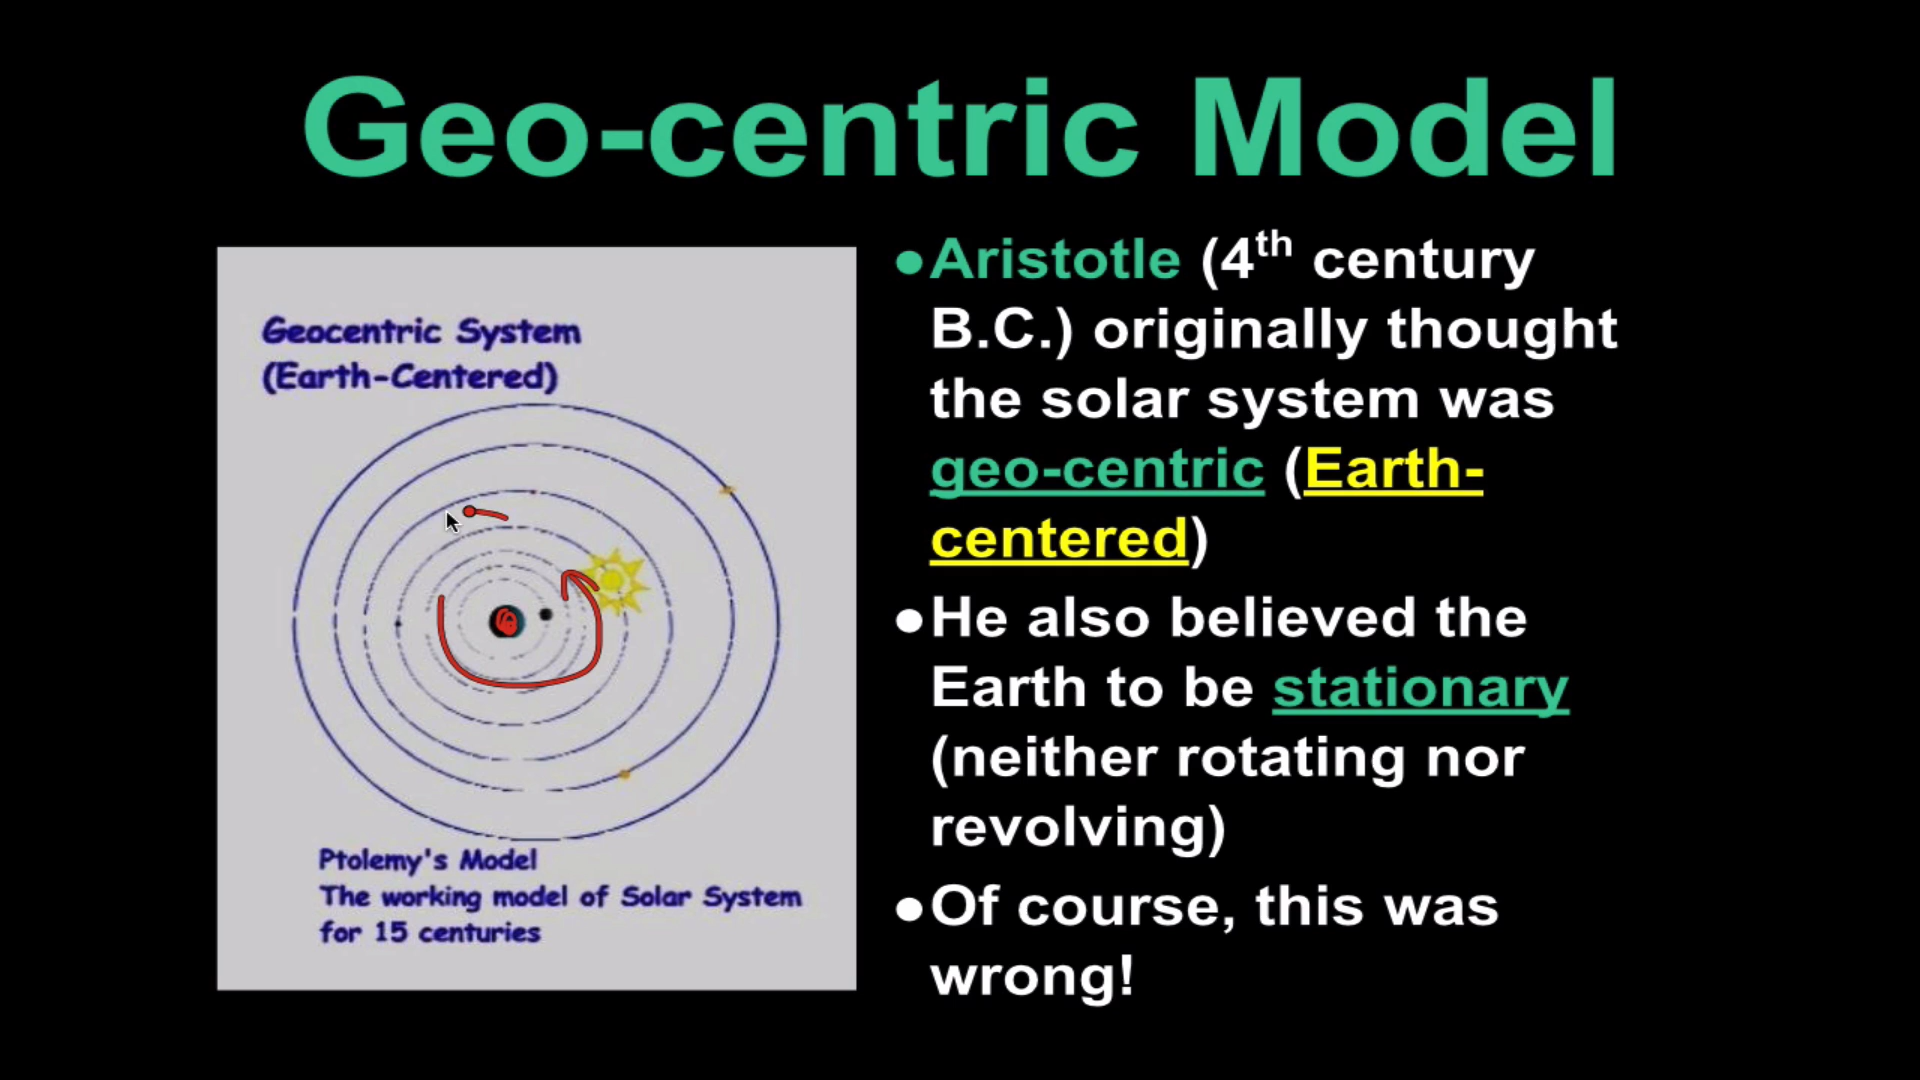 Geo-centric Model
Geocentric System
(Earth-Centered)
Ptolemy's Model
The working model of Solar System
for 15 centuries
●Aristotle (4th century
B.C.) originally thought
the solar system was
geo-centric (Earth-
centered)
●He also believed the
Earth to be stationary
(neither rotating nor
revolving)
●Of course, this was
wrong!